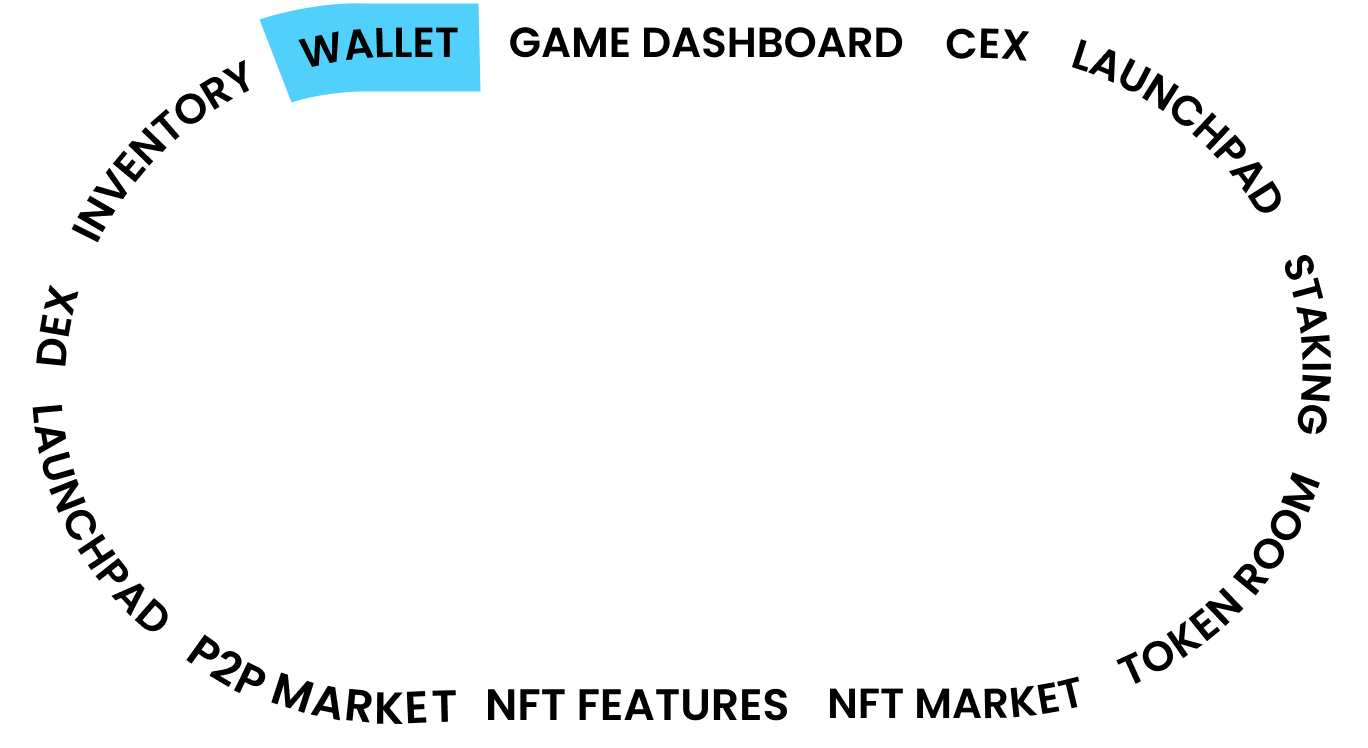 WALLET
GAME DASHBOARD
CEX
LAUNCHPAD
STAKING
TOKEN ROOM
NFT MARKET
NFT FEATURES
P2P MARKET
LAUNCHPAD
DEX
INVENTORY